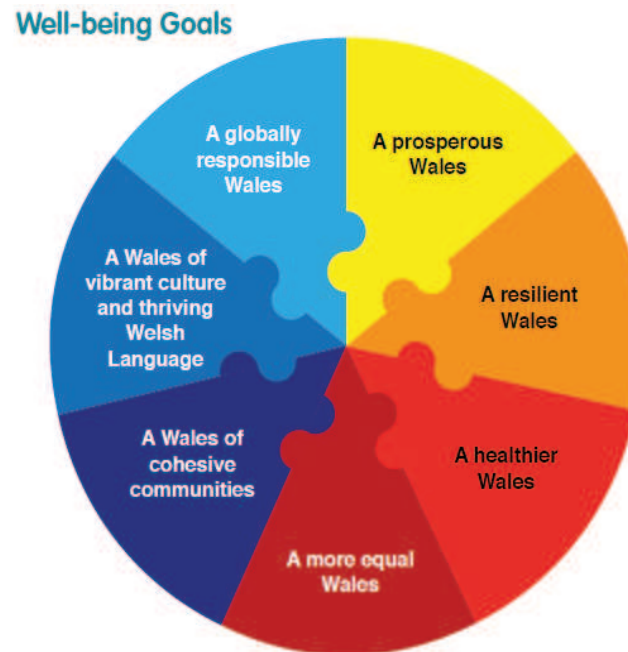 Well-being Goals
A prosperous
Wales
A resilient
Wales
A healthier
Wales
A more equal
Wales
A Wales of
cohesive
communities
A Wales of
vibrant culture
and thriving
Welsh
Language
A globally
responsible
Wales